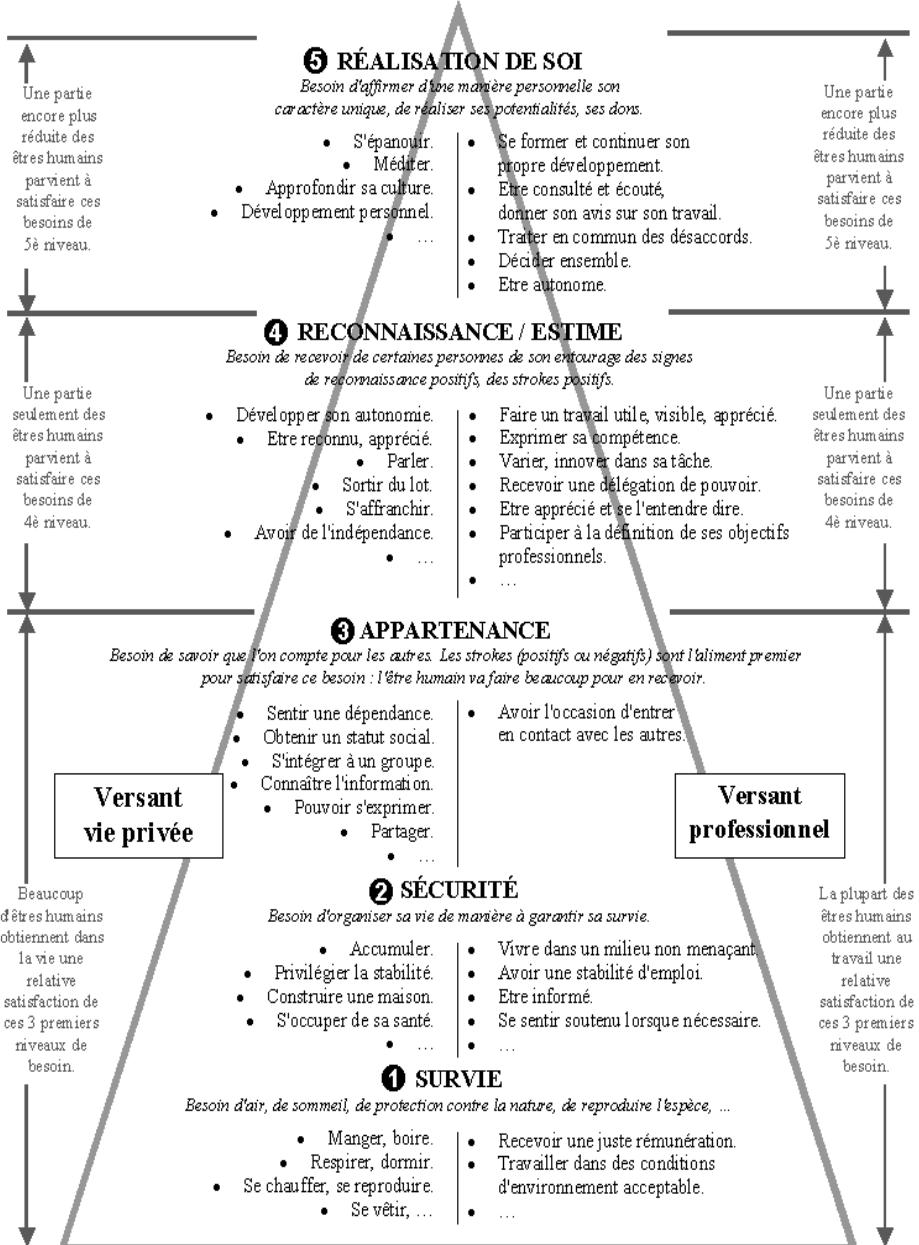 ❺ RÉALISATION DE SOI
Besoin d'affirmer d'une manière personnelle son
caractère unique, de réaliser ses potentialités, ses dons.
Une partie
encore plus
réduite des
êtres humains
parvient à
satisfaire ces
besoins de
5è niveau.
• S'épanouir.
• Méditer.
• Approfondir sa culture.
• Développement personnel.
• …
• Se former et continuer son
propre développement.
• Etre consulté et écouté,
donner son avis sur son travail.
• Traiter en commun des désaccords.
• Décider ensemble.
• Etre autonome.
Une partie
encore plus
réduite des
êtres humains
parvient à
satisfaire ces
besoins de
5è niveau.
❹ RECONNAISSANCE / ESTIME
Besoin de recevoir de certaines personnes de son entourage des signes
de reconnaissance positifs, des strokes positifs.
Une partie
seulement des
êtres humains
parvient à
satisfaire ces
besoins de
4è niveau.
• Développer son autonomie.
• Etre reconnu, apprécié.
• Parler.
• Sortir du lot.
• S'affranchir.
• Avoir de l'indépendance.
• …
• Faire un travail utile, visible, apprécié.
• Exprimer sa compétence.
• Varier, innover dans sa tâche.
• Recevoir une délégation de pouvoir.
• Etre apprécié et se l'entendre dire.
• Participer à la définition de ses objectifs
professionnels.
• …
Une partie
seulement des
êtres humains
parvient à
satisfaire ces
besoins de
4è niveau.
❸ APPARTENANCE
Besoin de savoir que l'on compte pour les autres. Les strokes (positifs ou négatifs) sont l'aliment premier
pour satisfaire ce besoin : l'être humain va faire beaucoup pour en recevoir.
• Sentir une dépendance.
• Obtenir un statut social.
• S'intégrer à un groupe.
• Connaître l'information.
• Pouvoir s'exprimer.
• Partager.
• …
• Avoir l'occasion d'entrer
en contact avec les autres.
Versant
vie privée
Versant
professionnel
Beaucoup
d'êtres humains
obtiennent dans
la vie une
relative
satisfaction de
ces 3 premiers
niveaux de
besoin.
❷ SÉCURITÉ
Besoin d'organiser sa vie de manière à garantir sa survie.
• Accumuler.
• Privilégier la stabilité.
• Construire une maison.
• S'occuper de sa santé.
• …
• Vivre dans un milieu non menaçant.
• Avoir une stabilité d'emploi.
• Etre informé.
• Se sentir soutenu lorsque nécessaire.
• …
La plupart des
êtres humains
obtiennent au
travail une
relative
satisfaction de
ces 3 premiers
niveaux de
besoin.
❶ SURVIE
Besoin d'air, de sommeil, de protection contre la nature, de reproduire l'espèce, ...
• Manger, boire.
• Respirer, dormir.
• Se chauffer, se reproduire.
• Se vêtir, …
• Recevoir une juste rémunération.
• Travailler dans des conditions
d'environnement acceptable.
• …